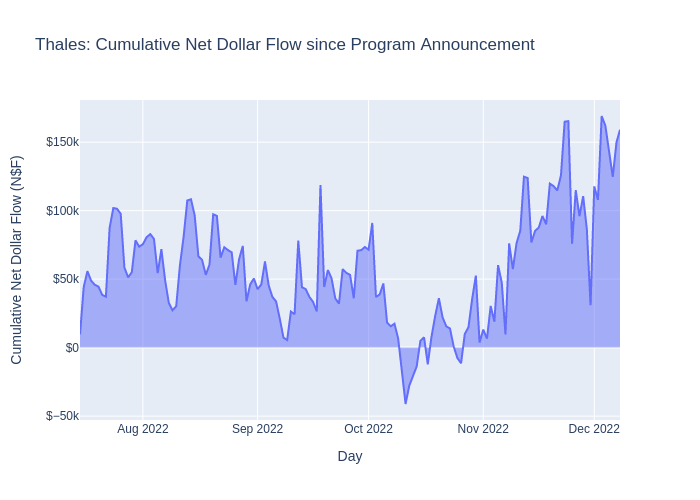 Thales: Cumulative Net Dollar Flow since Program Announcement
Cumulative Net Dollar Flow (N$F)
$150k
$100k
$50k
$0
$−50k
Aug 2022
Sep 2022
Oct 2022
Nov 2022
Dec 2022
Day